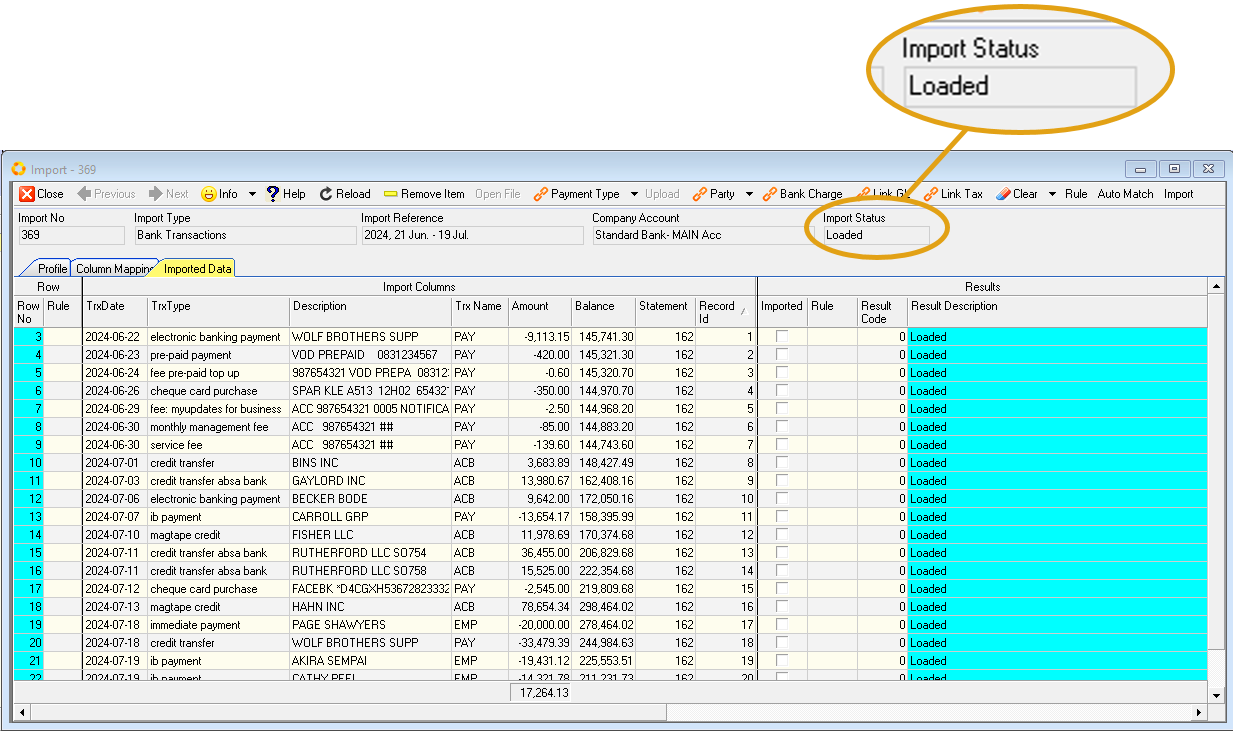 Import Status
Loaded
Import - 369
Close Previous Next Info Help Reload Remove Item Open File Payment Type Upload Party Bank Charge Link GL Link Tax Clear Rule Auto Match Import
Import No Import Type Import Reference Company Account Import Status
369 Bank Transactions 2024, 21 Jun. - 19 Jul. Standard Bank- MAIN Acc Loaded
Profile Column Mapping Imported Data
Row Import Columns Results
Row No Rule TrxDate TrxType Description Trx Name Amount Balance Statement Record Id Imported Rule Result Code Result Description
3 2024-06-22 electronic banking payment WOLF BROTHERS SUPP PAY -9,113.15 145,741.30 162 1 0 Loaded
4 2024-06-23 pre-paid payment VOD PREPAID 0831234567 PAY -420.00 145,321.30 162 2 0 Loaded
5 2024-06-24 fee pre-paid top up 987654321 VOD PREPA 08312 PAY -0.60 145,320.70 162 3 0 Loaded
6 2024-06-26 cheque card purchase SPAR KLE A513 12H02 65432 PAY -350.00 144,970.70 162 4 0 Loaded
7 2024-06-29 fee: myupdates for business ACC 987654321 0005 NOTIFICA PAY -2.50 144,968.20 162 5 0 Loaded
8 2024-06-30 monthly management fee ACC 987654321 ## PAY -85.00 144,883.20 162 6 0 Loaded
9 2024-06-30 service fee ACC 987654321 ## PAY -139.60 144,743.60 162 7 0 Loaded
10 2024-07-01 credit transfer BINS INC ACB 3,683.89 148,427.49 162 8 0 Loaded
11 2024-07-03 credit transfer absa bank GAYLORD INC ACB 13,980.67 162,408.16 162 9 0 Loaded
12 2024-07-06 electronic banking payment BECKER BODE ACB 9,642.00 172,050.16 162 10 0 Loaded
13 2024-07-07 ib payment CARROLL GRP PAY -13,654.17 158,395.99 162 11 0 Loaded
14 2024-07-10 magtape credit FISHER LLC ACB 11,978.69 170,374.68 162 12 0 Loaded
15 2024-07-11 credit transfer absa bank RUTHERFORD LLC SO754 ACB 36,455.00 206,829.68 162 13 0 Loaded
16 2024-07-11 credit transfer absa bank RUTHERFORD LLC SO758 ACB 15,525.00 222,354.68 162 14 0 Loaded
17 2024-07-12 cheque card purchase FACEBK *D4CGXH53672823332 PAY -2,545.00 219,809.68 162 15 0 Loaded
18 2024-07-13 magtape credit HAHN INC ACB 78,654.34 298,464.02 162 16 0 Loaded
19 2024-07-18 immediate payment PAGE SHAWYERS EMP -20,000.00 278,464.02 162 17 0 Loaded
20 2024-07-18 credit transfer WOLF BROTHERS SUPP PAY -33,479.39 244,984.63 162 18 0 Loaded
21 2024-07-19 ib payment AKIRA SEMPAI EMP -19,431.12 225,553.51 162 19 0 Loaded
22 2024-07-19 ib payment CATHY PEEL EMP -14,321.78 211,231.73 162 20 0 Loaded
17,264.13